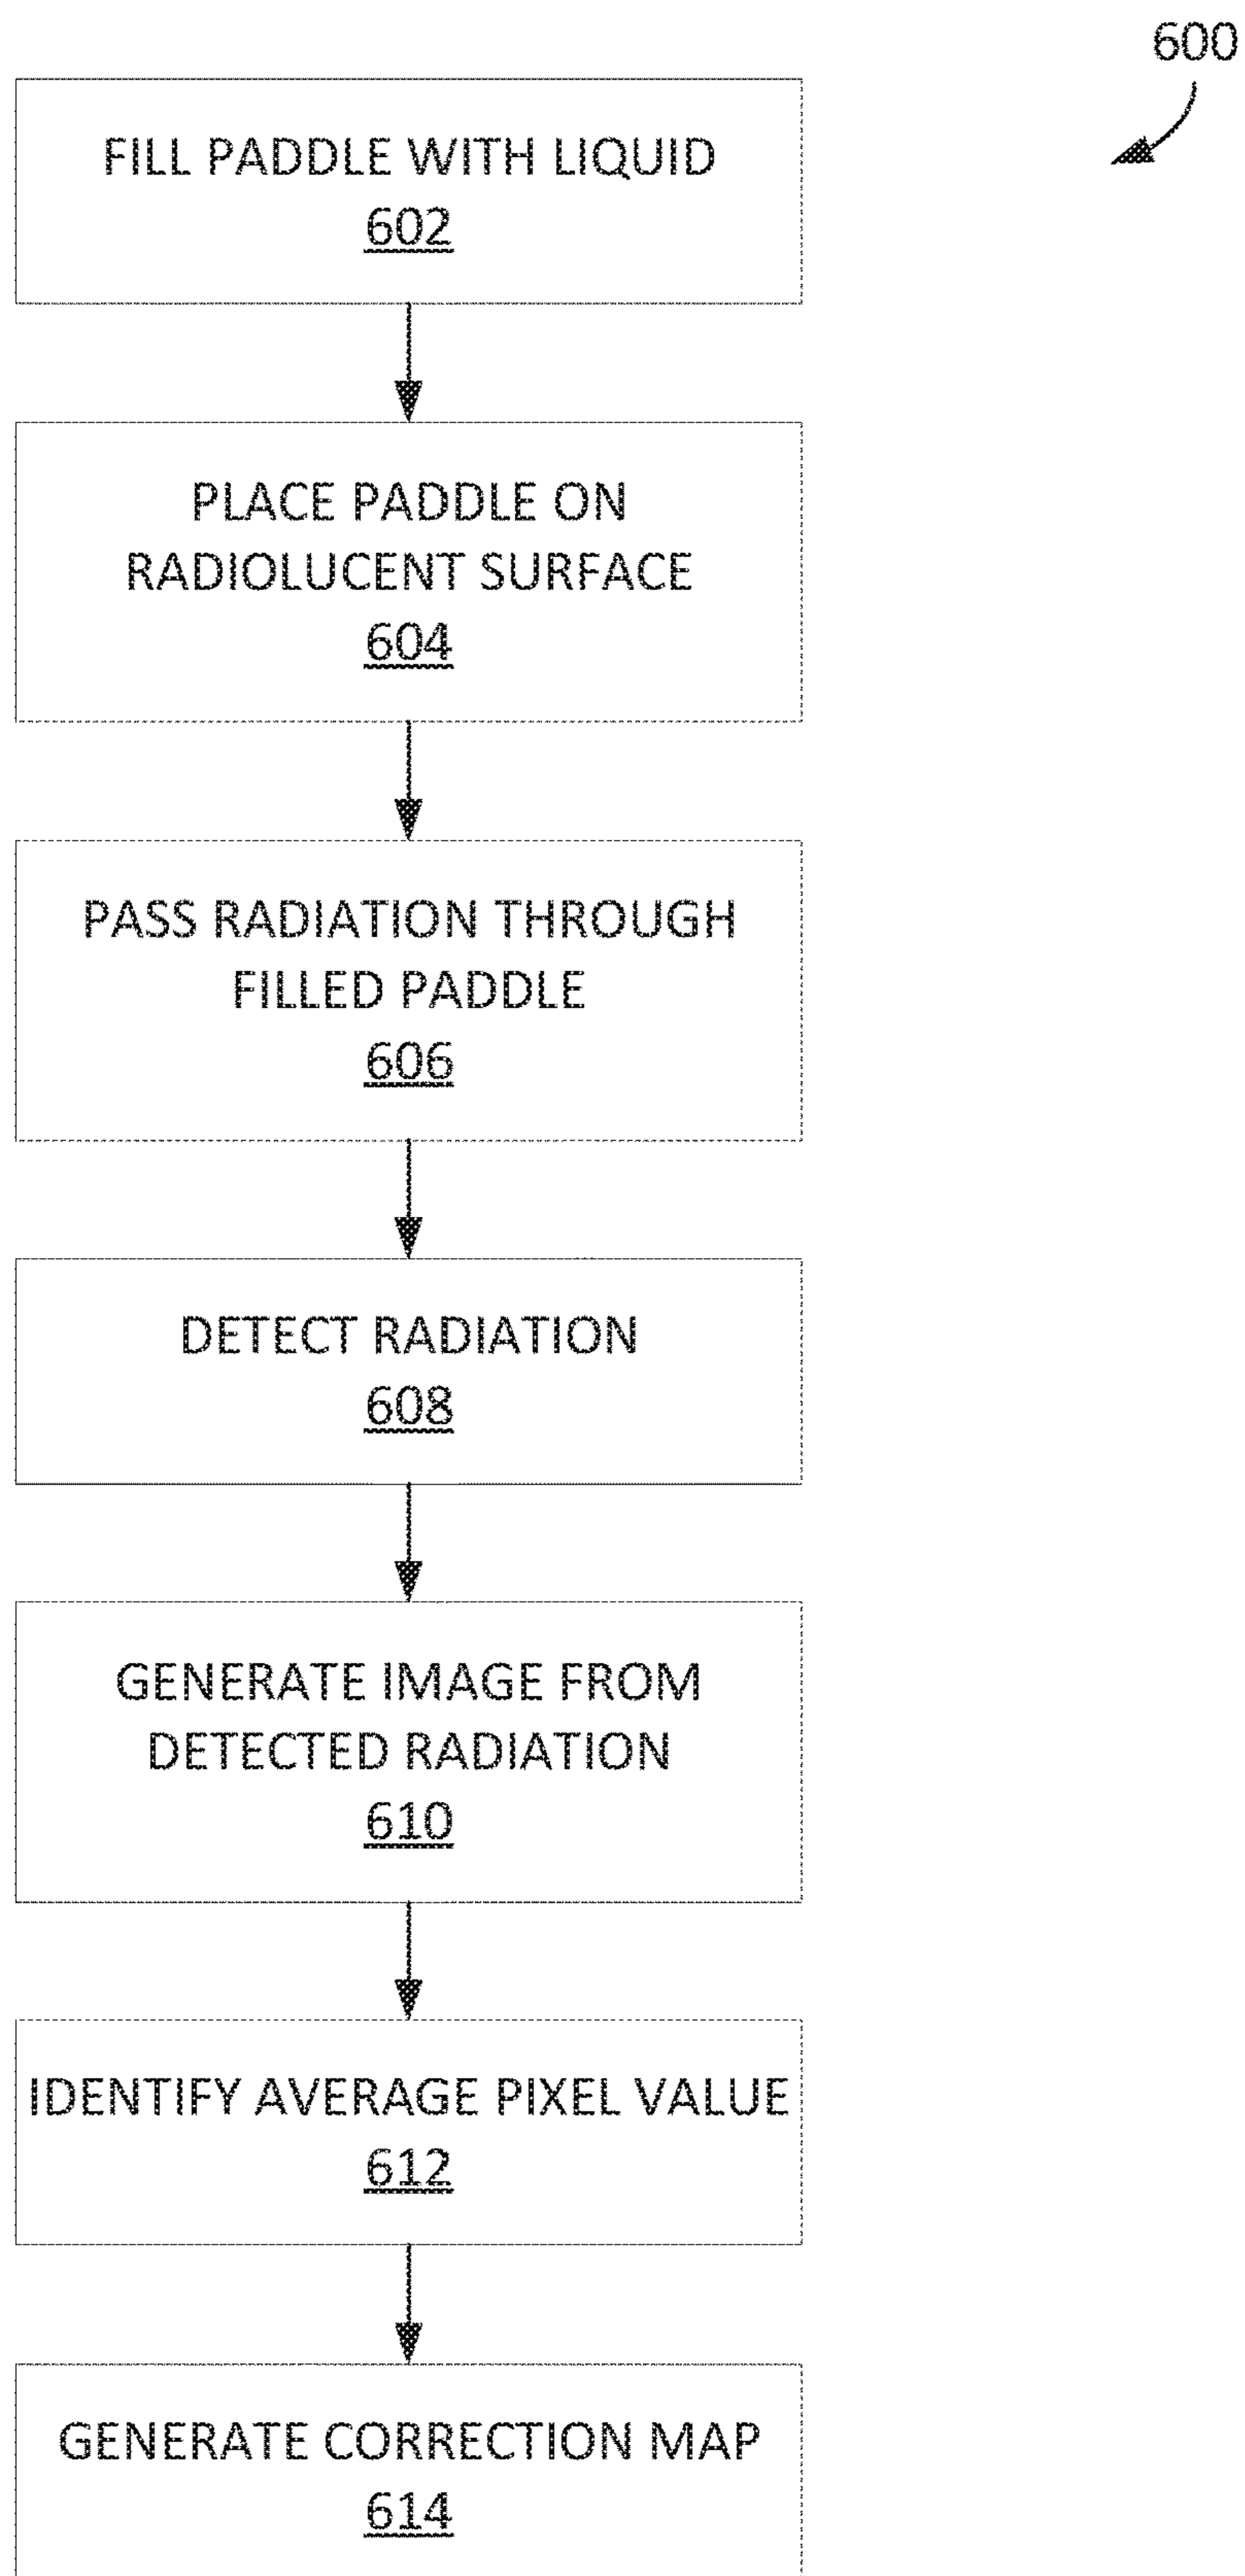 600
FILL PADDLE WITH LIQUID
602
PLACE PADDLE ON
RADIOLUCENT SURFACE
604
PASS RADIATION THROUGH
FILLED PADDLE
606
DETECT RADIATION
608
GENERATE IMAGE FROM
DETECTED RADIATION
610
IDENTIFY AVERAGE PIXEL VALUE
612
GENERATE CORRECTION MAP
614